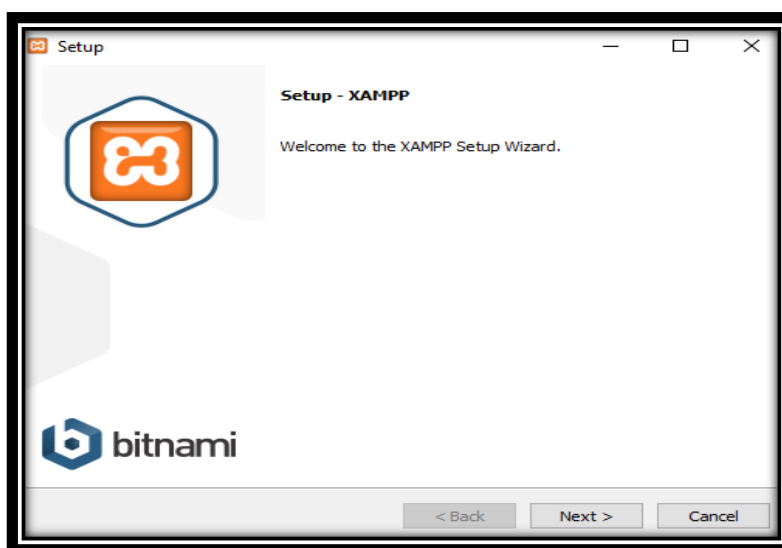 Setup
Setup - XAMPP
Welcome to the XAMPP Setup Wizard.
bitnami
< Back
Next >
Cancel